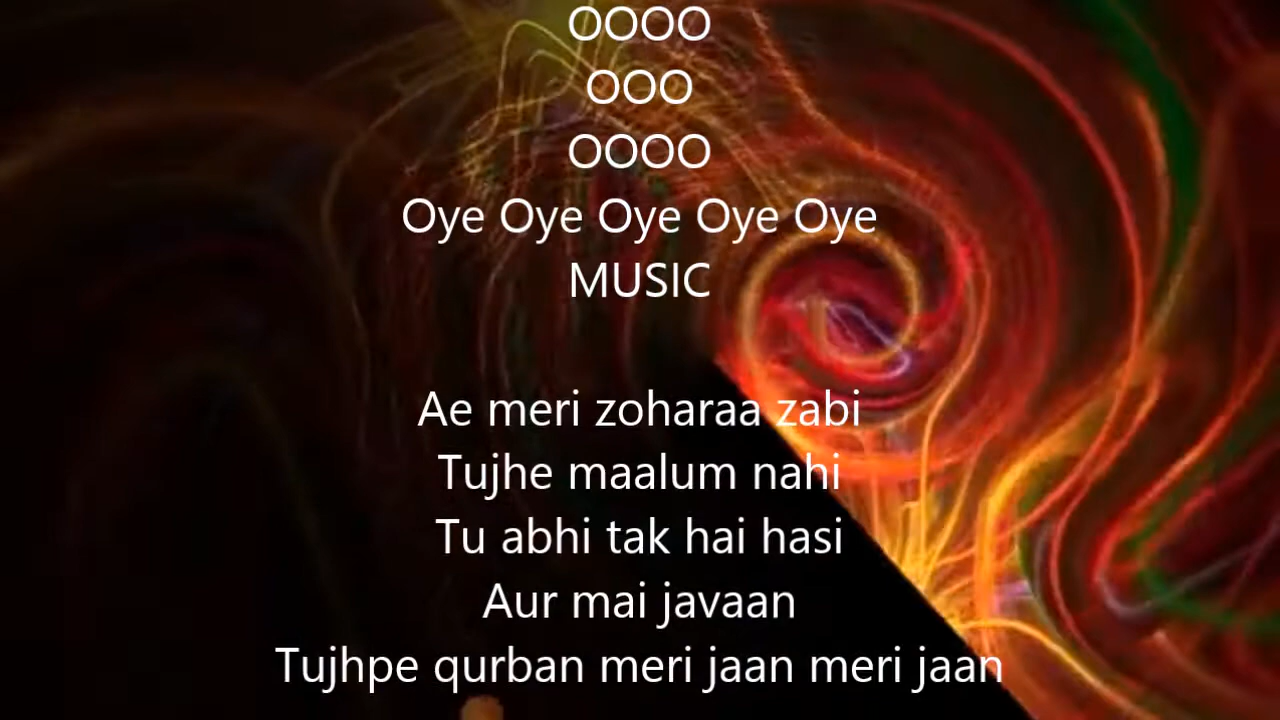 OOOO
OOO
OOOO
Oye Oye Oye Oye Oye
MUSIC
Ae meri zoharaa zabi
Tujhe maalum nahi
Tu abhi tak hai hasi
Aur mai javaan
Tujhpe qurban meri jaan meri jaan